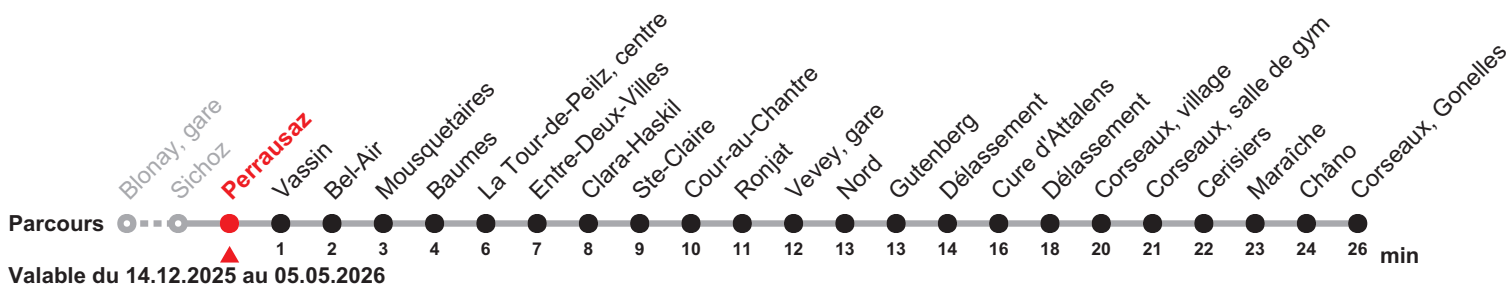 Blonay, gare
Sichoz
Perrausaz
Vassin
Bel-Air
Mousquetaires
Baumes
La Tour-de-Peilz, centre
Entre-Deux-Villes
Clara-Haskil
Ste-Claire
Cour-au-Chantre
Ronjat
Vevey, gare
Nord
Gutenberg
Délassement
Cure d'Attalens
Délassement
Corseaux, village
Corseaux, salle de gym
Cerisiers
Maraîche
Châno
Corseaux, Gonelles
Parcours
1 2 3 4 6 7 8 9 10 11 12 13 13 14 16 18 20 21 22 23 24 26 min
Valable du 14.12.2025 au 05.05.2026